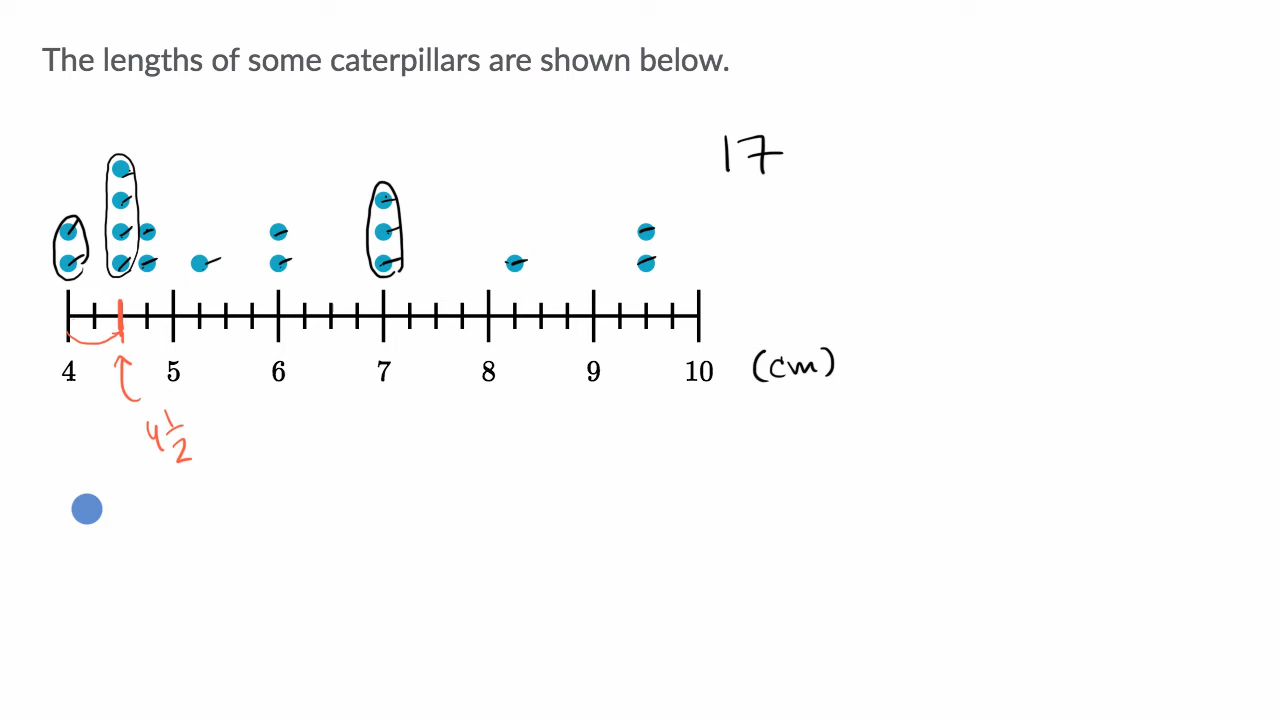 The lengths of some caterpillars are shown below.
17
4 5 6 7 8 9 10 (cm)
4 1/2